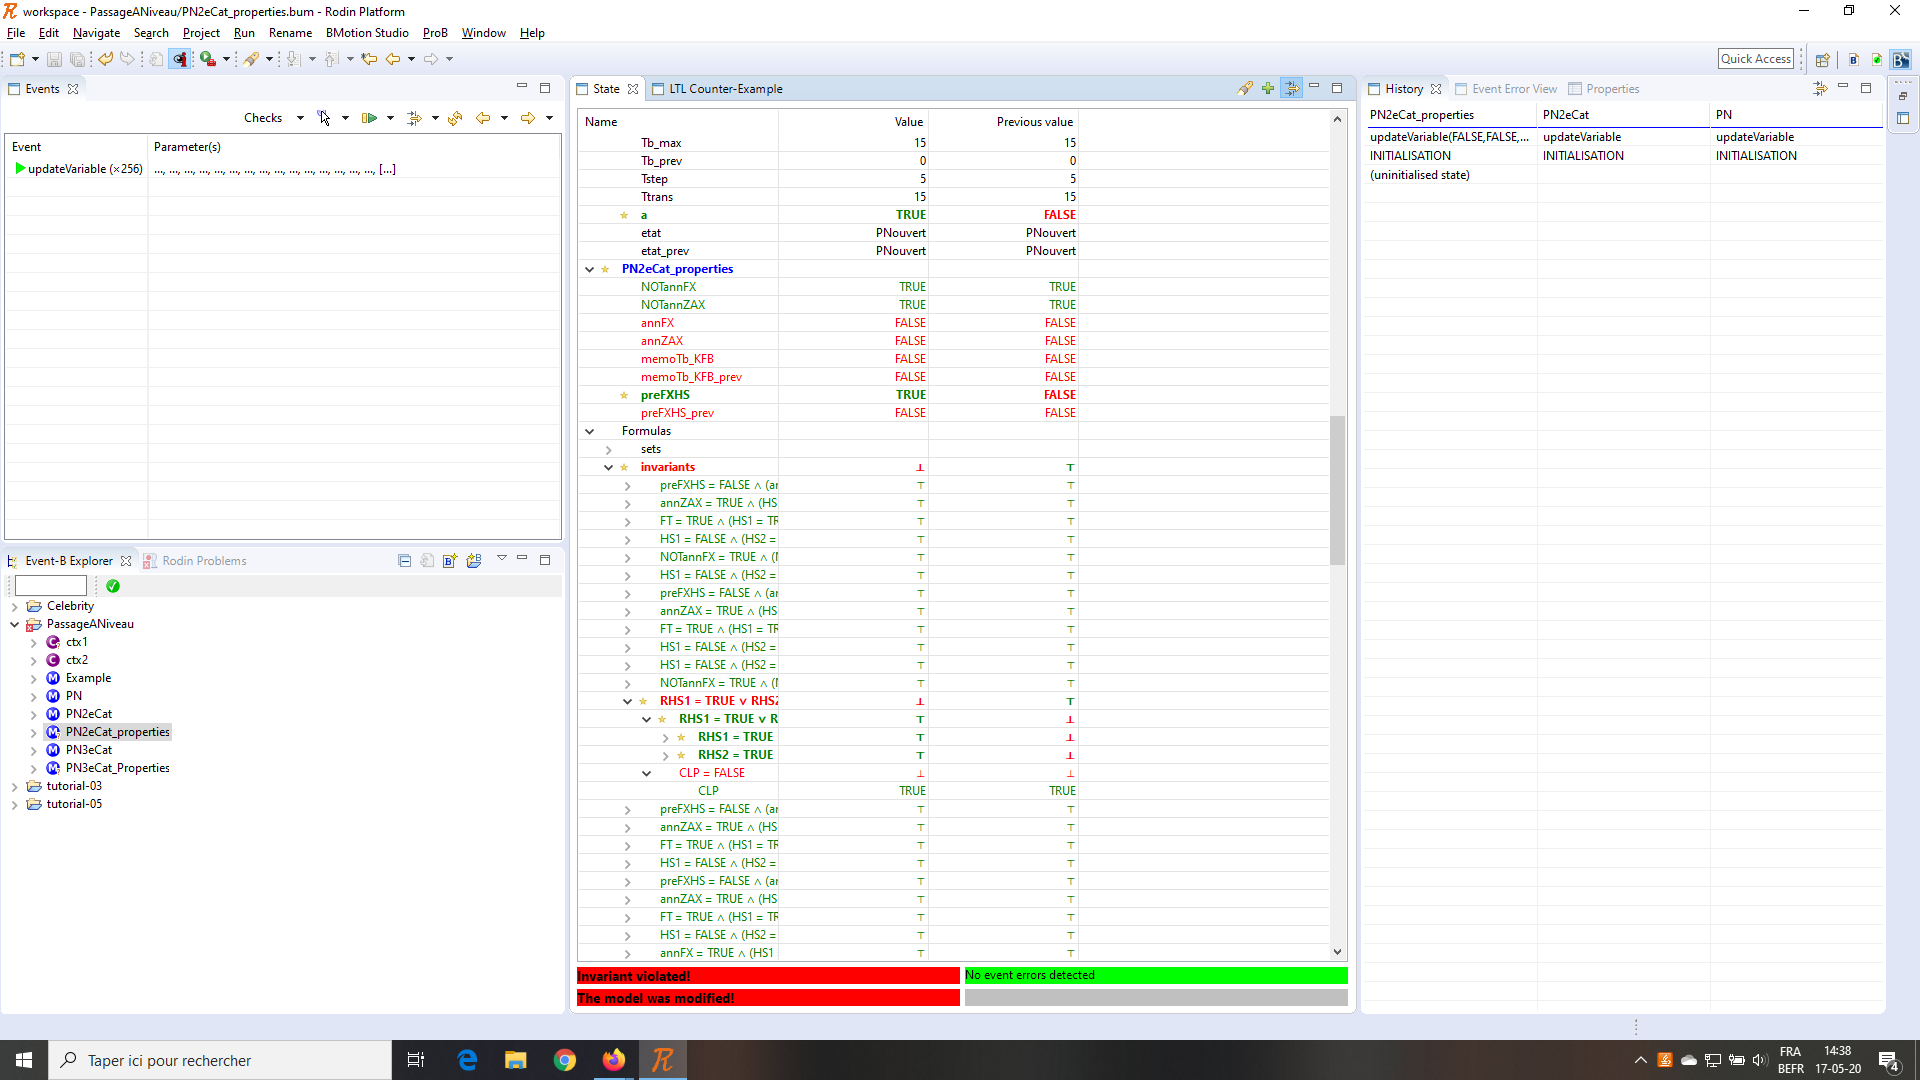 workspace - PassageANiveau/PN2eCat_properties.bum - Rodin Platform
File Edit Navigate Search Project Run Rename BMotion Studio ProB Window Help
Quick Access
Events
Checks
Event Parameter(s)
updateVariable (×256) ..., ..., ..., ..., ..., ..., ..., ..., ..., ..., ..., ..., ..., ..., ..., [...]
Event-B Explorer Rodin Problems
Celebrity
PassageANiveau
ctx1
ctx2
Example
PN
PN2eCat
PN2eCat_properties
PN3eCat
PN3eCat_Properties
tutorial-03
tutorial-05
State LTL Counter-Example
Name Value Previous value
Tb_max 15 15
Tb_prev 0 0
Tstep 5 5
Ttrans 15 15
a TRUE FALSE
etat PNouvert PNouvert
etat_prev PNouvert PNouvert
PN2eCat_properties
NOTannFX TRUE TRUE
NOTannZAX TRUE TRUE
annFX FALSE FALSE
annZAX FALSE FALSE
memoTb_KFB FALSE FALSE
memoTb_KFB_prev FALSE FALSE
preFXHS TRUE FALSE
preFXHS_prev FALSE FALSE
Formulas
sets
invariants ⊥ ⊤
preFXHS = FALSE ∧ (ar ⊤ ⊤
annZAX = TRUE ∧ (HS ⊤ ⊤
FT = TRUE ∧ (HS1 = TR ⊤ ⊤
HS1 = FALSE ∧ (HS2 = ⊤ ⊤
NOTannFX = TRUE ∧ (I ⊤ ⊤
HS1 = FALSE ∧ (HS2 = ⊤ ⊤
preFXHS = FALSE ∧ (ar ⊤ ⊤
annZAX = TRUE ∧ (HS ⊤ ⊤
FT = TRUE ∧ (HS1 = TR ⊤ ⊤
HS1 = FALSE ∧ (HS2 = ⊤ ⊤
HS1 = FALSE ∧ (HS2 = ⊤ ⊤
NOTannFX = TRUE ∧ (I ⊤ ⊤
RHS1 = TRUE ∨ RHS2 ⊥ ⊤
RHS1 = TRUE ∨ R ⊤ ⊥
RHS1 = TRUE ⊤ ⊥
RHS2 = TRUE ⊤ ⊥
CLP = FALSE ⊥ ⊥
CLP TRUE TRUE
preFXHS = FALSE ∧ (ar ⊤ ⊤
annZAX = TRUE ∧ (HS ⊤ ⊤
FT = TRUE ∧ (HS1 = TR ⊤ ⊤
HS1 = FALSE ∧ (HS2 = ⊤ ⊤
preFXHS = FALSE ∧ (ar ⊤ ⊤
annZAX = TRUE ∧ (HS ⊤ ⊤
FT = TRUE ∧ (HS1 = TR ⊤ ⊤
HS1 = FALSE ∧ (HS2 = ⊤ ⊤
annFX = TRUE ∧ (HS1 ⊤ ⊤
Invariant violated! No event errors detected
The model was modified!
History Event Error View Properties
PN2eCat_properties PN2eCat PN
updateVariable(FALSE,FALSE,... updateVariable updateVariable
INITIALISATION INITIALISATION INITIALISATION
(uninitialised state)
Taper ici pour rechercher
FRA 14:38
BEFR 17-05-20
4